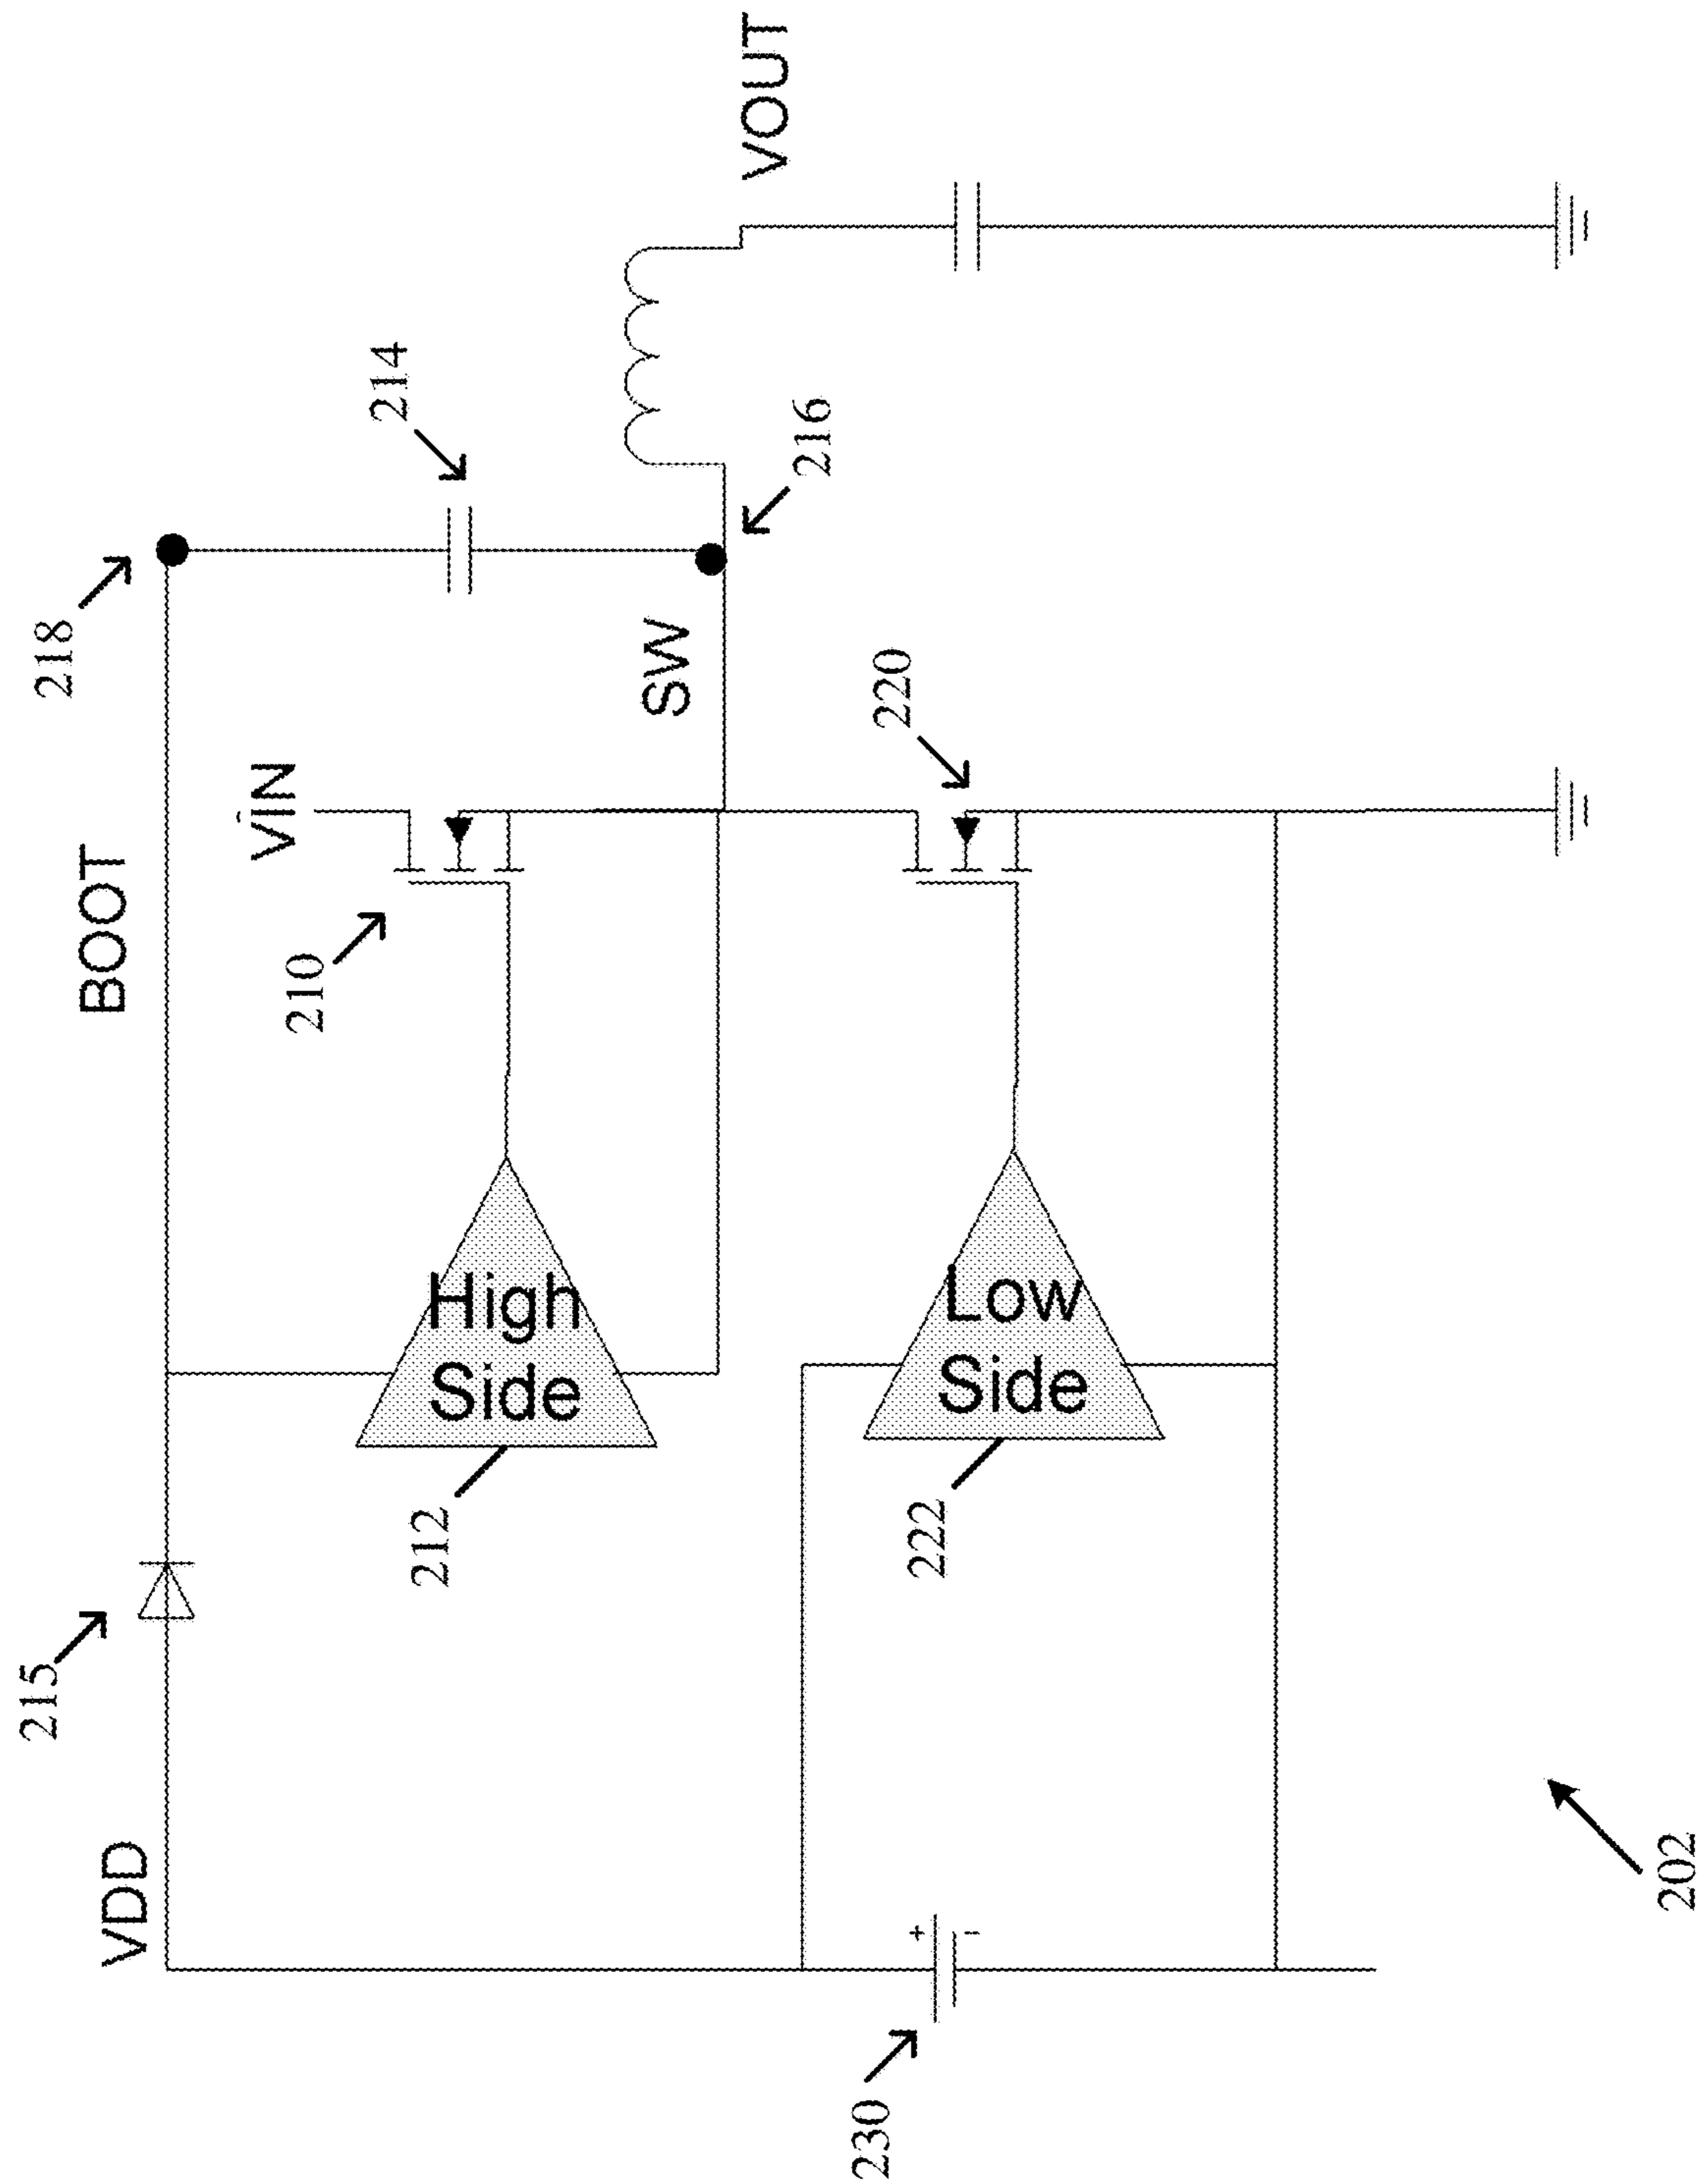 VDD
215
BOOT
218
VIN
210
214
High
Side
212
SW
216
VOUT
220
Low
Side
222
+
-
230
202